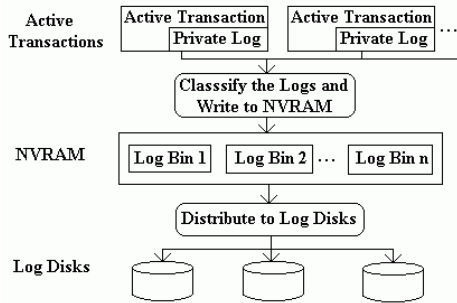 Active Transactions
Active Transaction
Private Log
Active Transaction
Private Log
...
Classsify the Logs and
Write to NVRAM
NVRAM
Log Bin 1
Log Bin 2
...
Log Bin n
Distribute to Log Disks
Log Disks